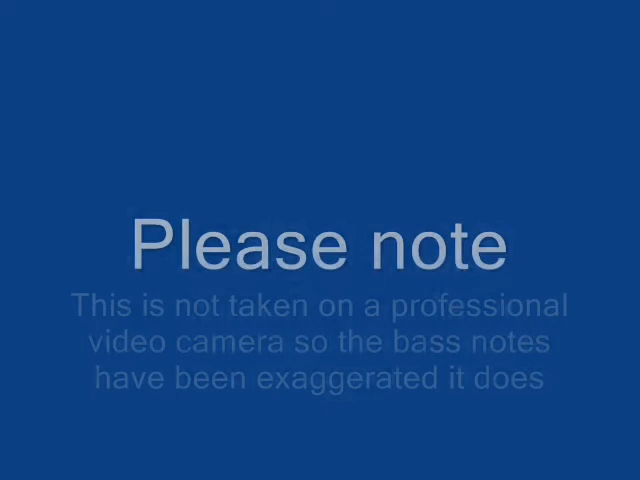 Please note
This is not taken on a professional
video camera so the bass notes
have been exaggerated it does